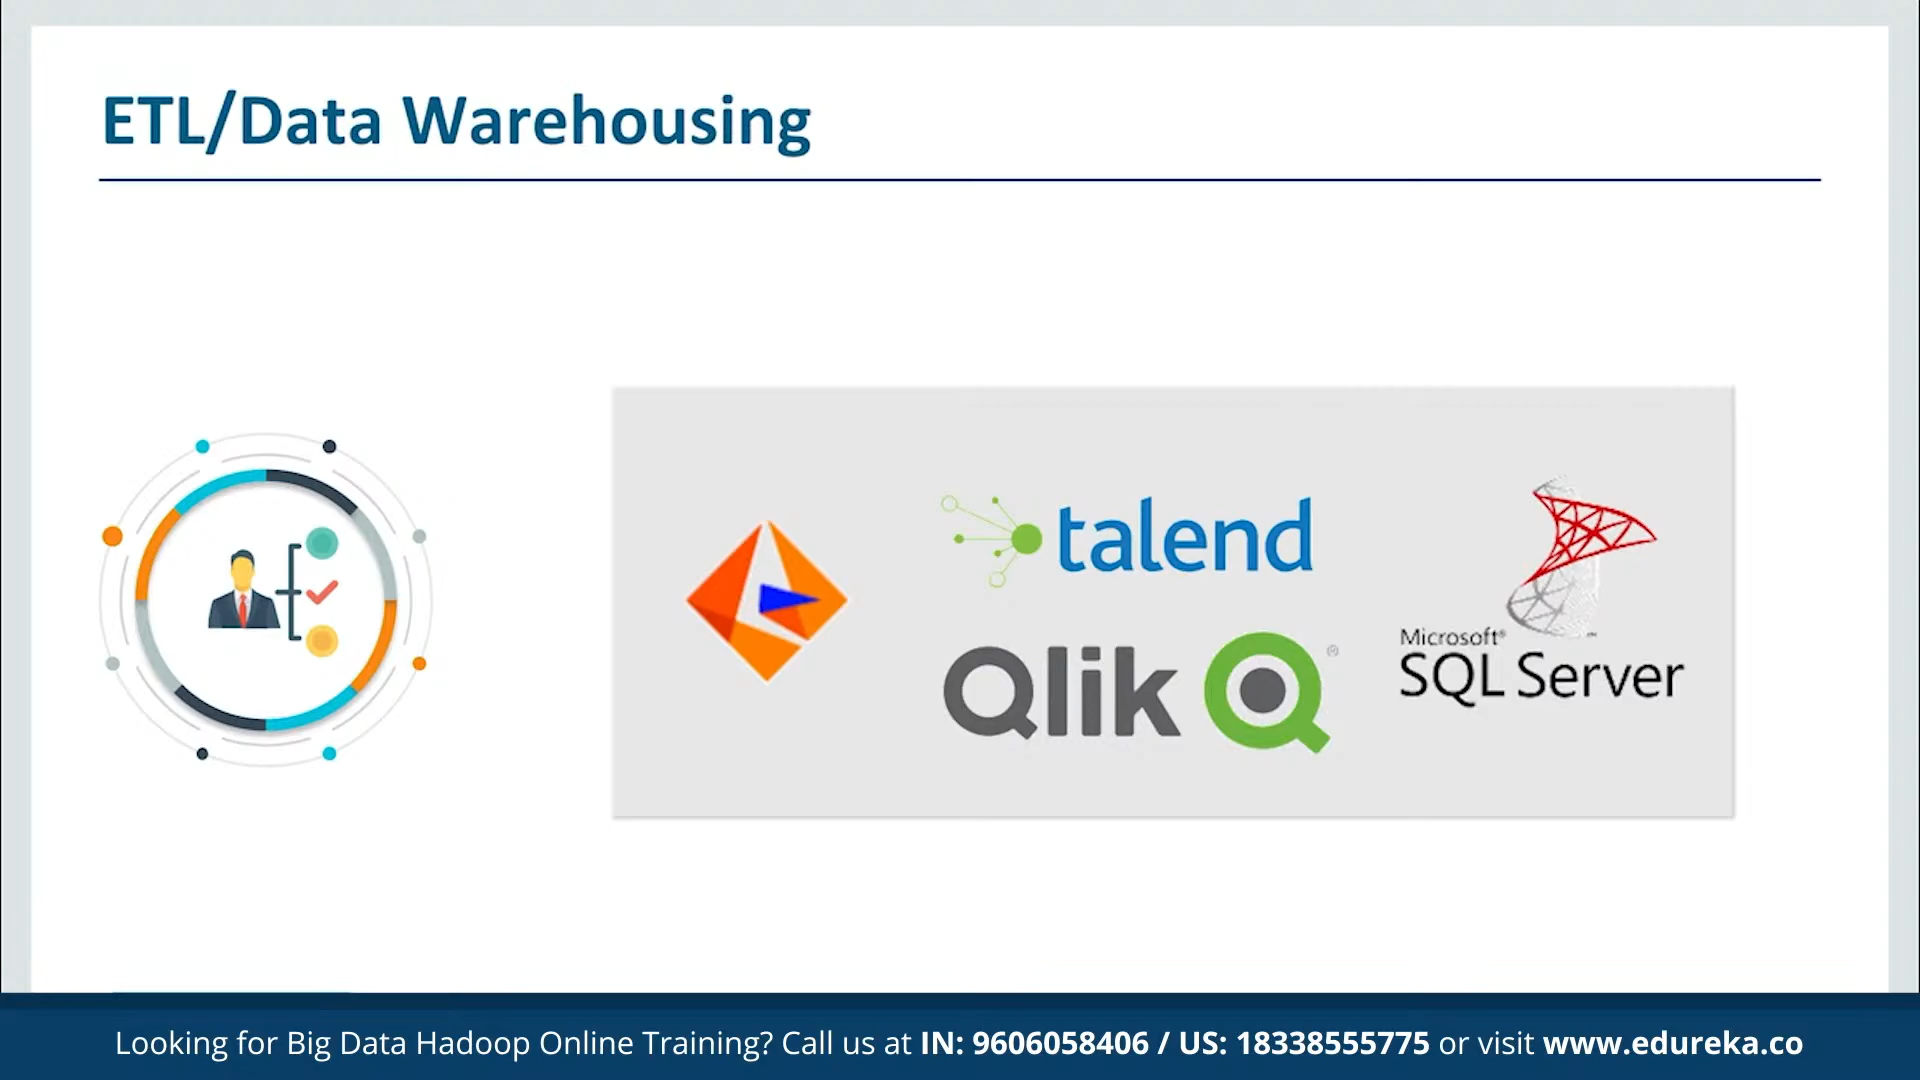 ETL/Data Warehousing
talend
Qlik Q®
Microsoft®
SQL Server
Looking for Big Data Hadoop Online Training? Call us at IN: 9606058406 / US: 18338555775 or visit www.edureka.co